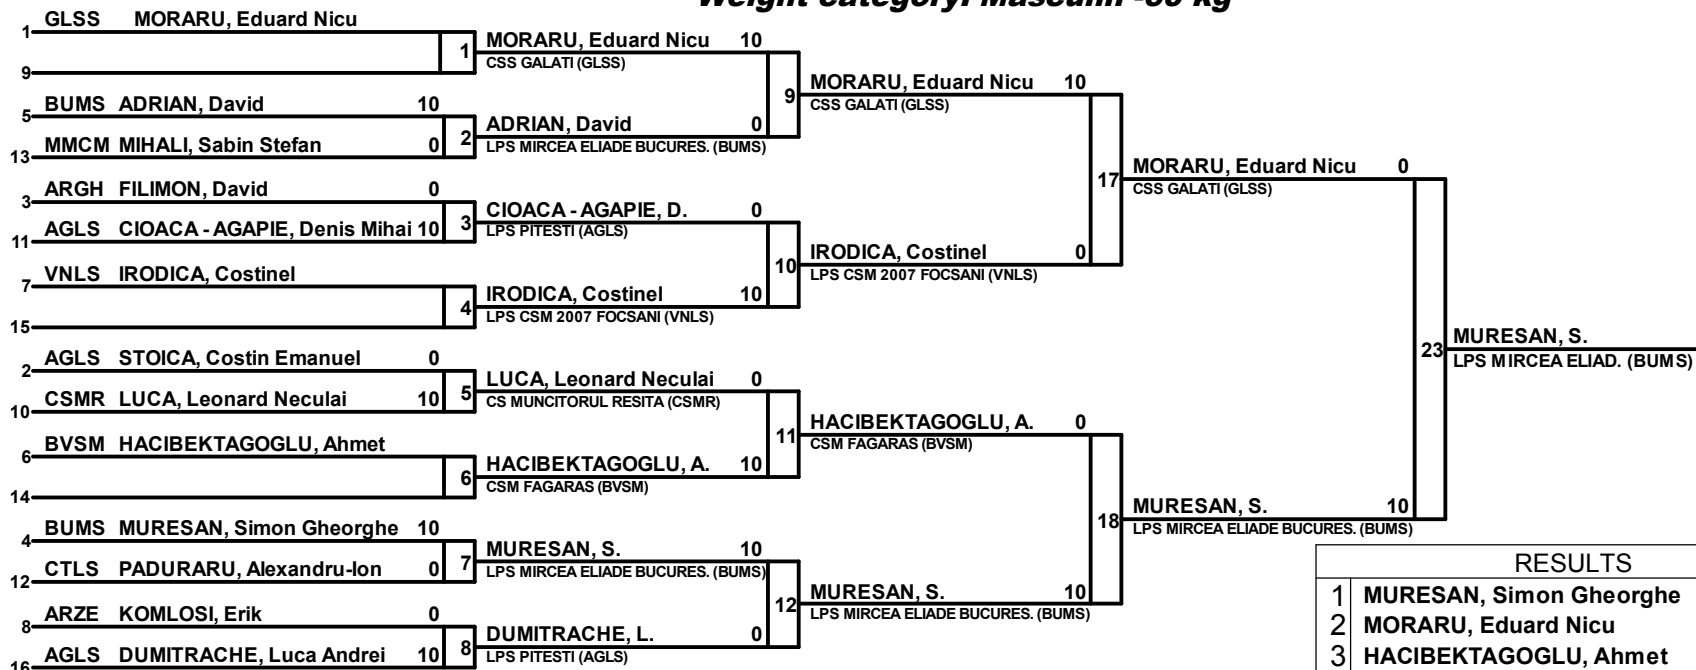 1 GLSS MORARU, Eduard Nicu
9
1
5 BUMS ADRIAN, David 10
13 MMCM MIHALI, Sabin Stefan 0
2
3 ARGH FILIMON, David 0
11 AGLS CIOACA - AGAPIE, Denis Mihai 10
3
7 VNLS IRODICA, Costinel
15
4
2 AGLS STOICA, Costin Emanuel 0
10 CSMR LUCA, Leonard Neculai 10
5
6 BVSM HACIBEKTAGOGLU, Ahmet
14
6
4 BUMS MURESAN, Simon Gheorghe 10
12 CTLS PADURARU, Alexandru-Ion 0
7
8 ARZE KOMLOSI, Erik 0
16 AGLS DUMITRACHE, Luca Andrei 10
8
MORARU, Eduard Nicu 10
CSS GALATI (GLSS)
ADRIAN, David 0
LPS MIRCEA ELIADE BUCURES. (BUMS)
9
CIOACA - AGAPIE, D. 0
LPS PITESTI (AGLS)
IRODICA, Costinel 10
LPS CSM 2007 FOCSANI (VNLS)
10
LUCA, Leonard Neculai 0
CS MUNCITORUL RESITA (CSMR)
HACIBEKTAGOGLU, A. 10
CSM FAGARAS (BVSM)
11
MURESAN, S. 10
LPS MIRCEA ELIADE BUCURES. (BUMS)
DUMITRACHE, L. 0
LPS PITESTI (AGLS)
12
MORARU, Eduard Nicu 10
CSS GALATI (GLSS)
IRODICA, Costinel 0
LPS CSM 2007 FOCSANI (VNLS)
17
HACIBEKTAGOGLU, A. 0
CSM FAGARAS (BVSM)
MURESAN, S. 10
LPS MIRCEA ELIADE BUCURES. (BUMS)
18
MORARU, Eduard Nicu 0
CSS GALATI (GLSS)
MURESAN, S. 10
LPS MIRCEA ELIADE BUCURES. (BUMS)
23
MURESAN, S.
LPS MIRCEA ELIAD. (BUMS)
RESULTS
1 MURESAN, Simon Gheorghe
2 MORARU, Eduard Nicu
3 HACIBEKTAGOGLU, Ahmet